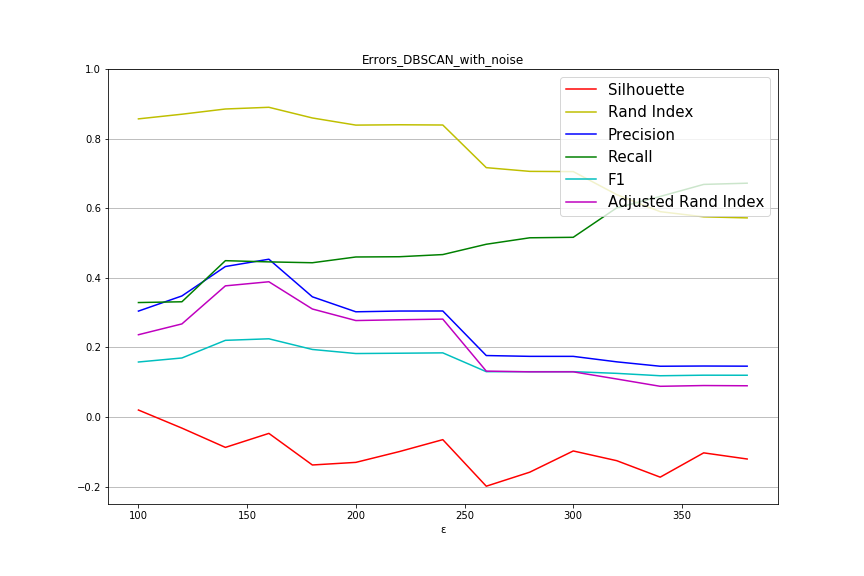 Errors_DBSCAN_with_noise
1.0
0.8
0.6
0.4
0.2
0.0
−0.2
Silhouette
Rand Index
Precision
Recall
F1
Adjusted Rand Index
100 150 200 250 300 350
ε